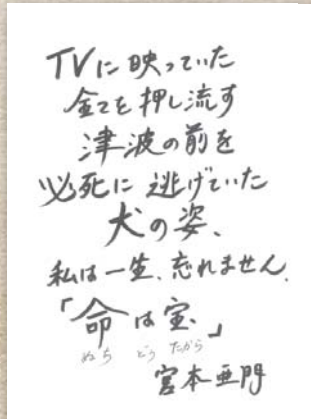 TVに映っていた
全てを押し流す
津波の前を
必死に逃げていた
犬の姿、
私は一生、忘れません。
「命は宝」
ぬち どぅ たから
宮本亜門